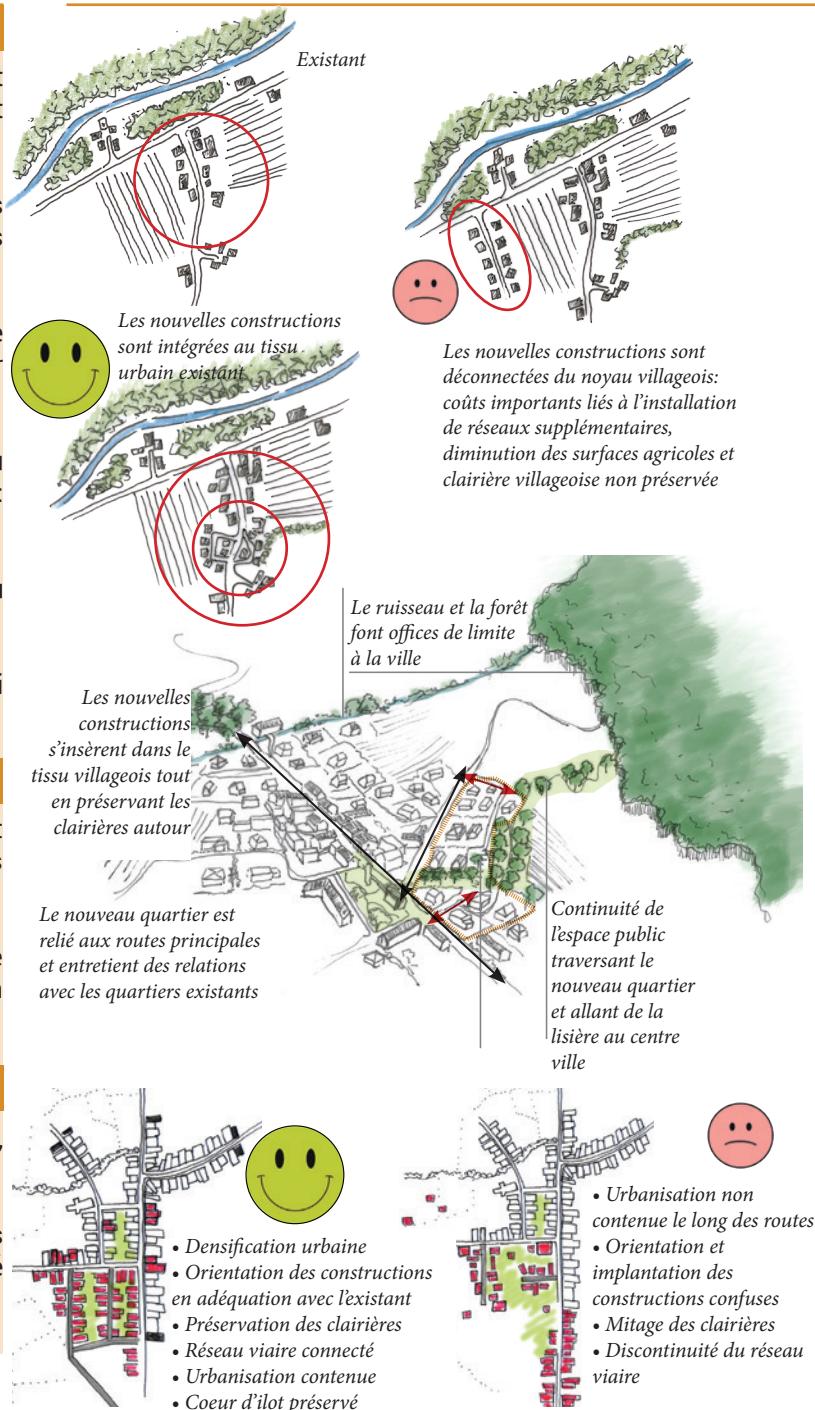 Existant
Les nouvelles constructions
sont intégrées au tissu
urbain existant
Les nouvelles constructions sont
déconnectées du noyau villageois:
coûts importants liés à l'installation
de réseaux supplémentaires,
diminution des surfaces agricoles et
clairière villageoise non préservée
Le ruisseau et la forêt
font offices de limite
à la ville
Les nouvelles
constructions
s'insèrent dans le
tissu villageois tout
en préservant les
clairières autour
Le nouveau quartier est
relié aux routes principales
et entretient des relations
avec les quartiers existants
Continuité de
l'espace public
traversant le
nouveau quartier
et allant de la
lisière au centre
ville
• Densification urbaine
• Orientation des constructions
en adéquation avec l'existant
• Préservation des clairières
• Réseau viaire connecté
• Urbanisation contenue
• Coeur d'ilot préservé
• Urbanisation non
contenue le long des routes
• Orientation et
implantation des
constructions confuses
• Mitage des clairières
• Discontinuité du réseau
viaire